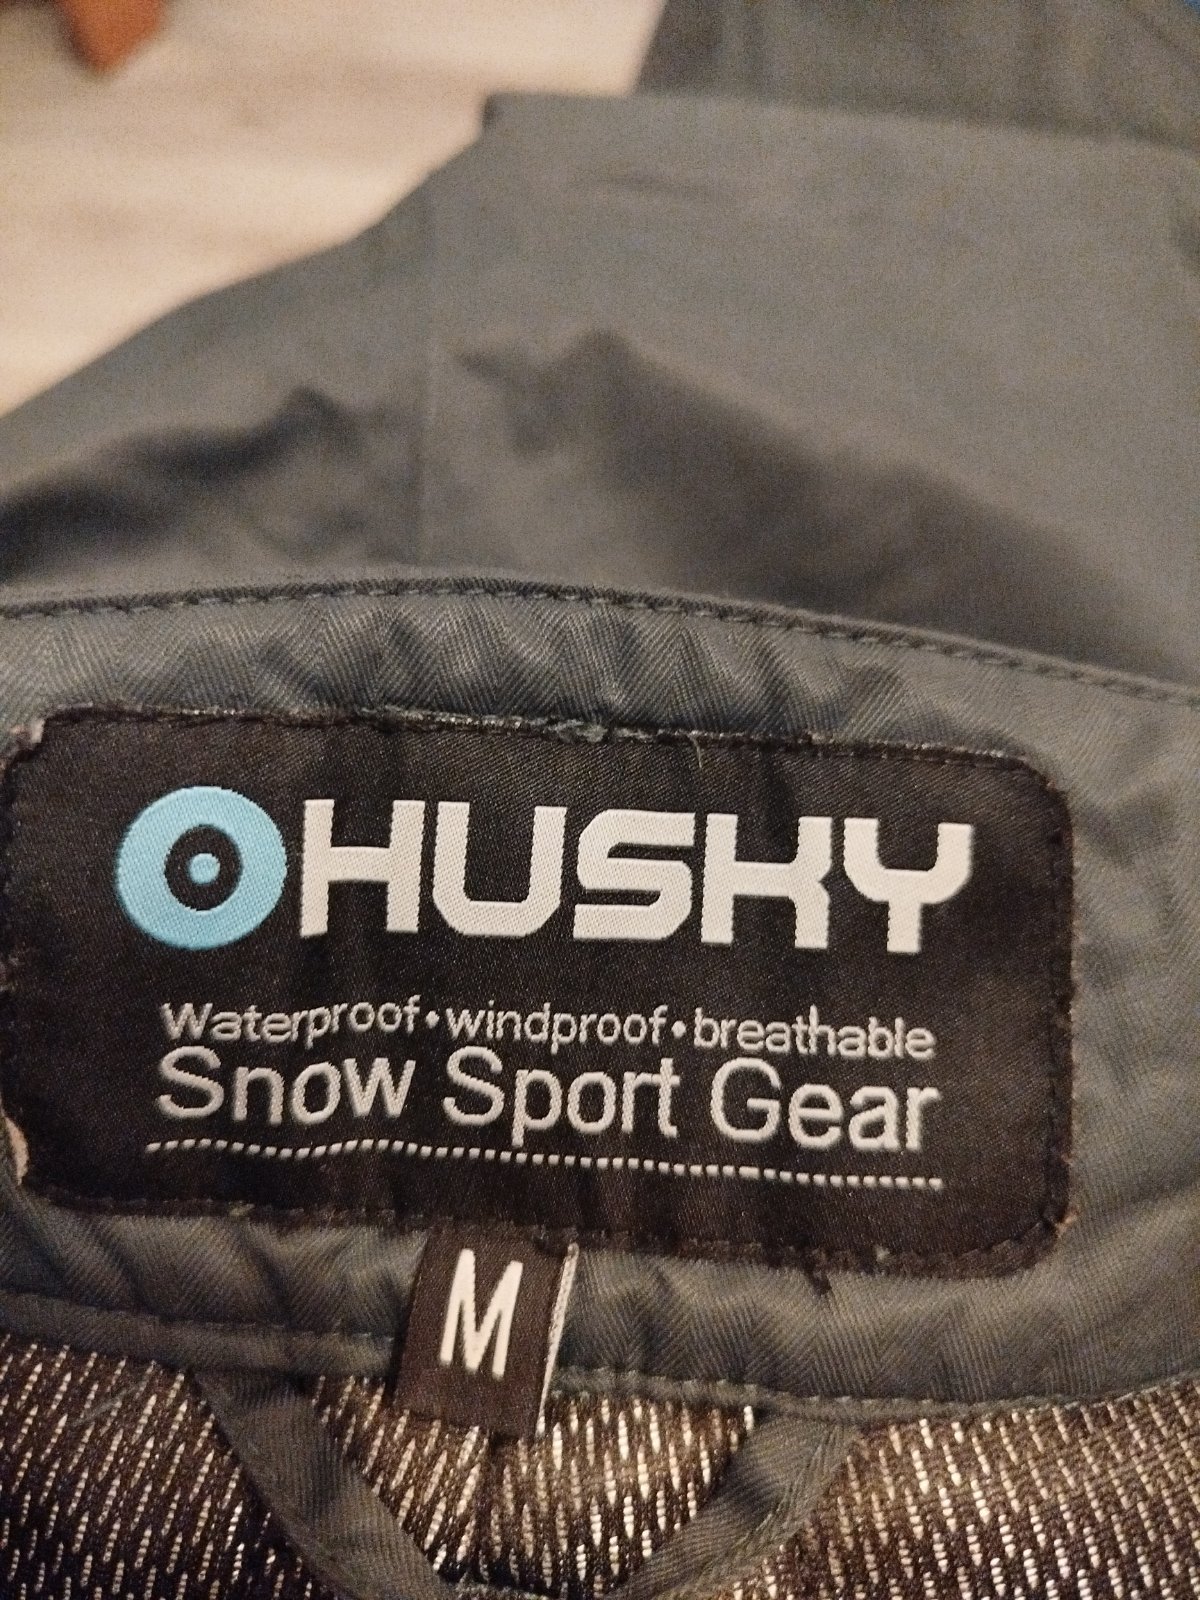 HUSKY
Waterproof•windproof•breathable
Snow Sport Gear
M